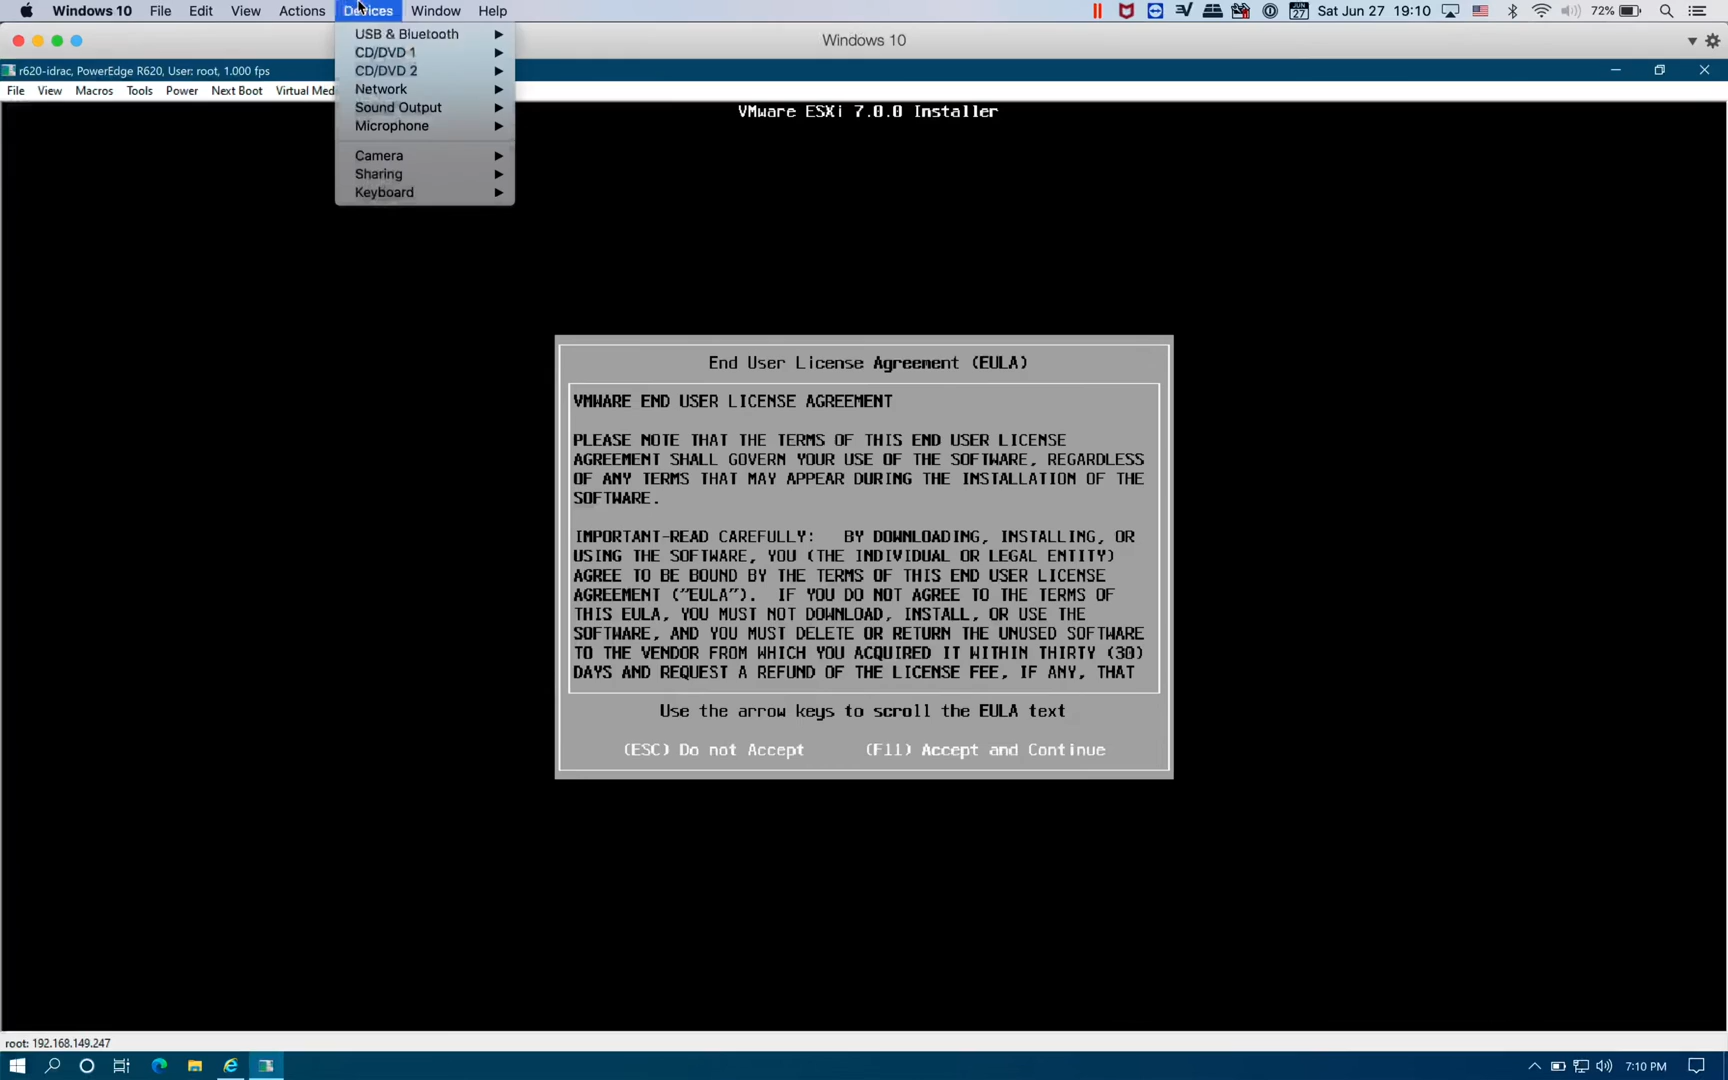 Windows 10 File Edit View Actions Devices Window Help
JUN 27 Sat Jun 27 19:10 72%
Windows 10
r620-idrac, PowerEdge R620, User: root, 1.000 fps
File View Macros Tools Power Next Boot Virtual Med
USB & Bluetooth
CD/DVD 1
CD/DVD 2
Network
Sound Output
Microphone
Camera
Sharing
Keyboard
VMware ESXi 7.0.0 Installer
End User License Agreement (EULA)
VMWARE END USER LICENSE AGREEMENT
PLEASE NOTE THAT THE TERMS OF THIS END USER LICENSE
AGREEMENT SHALL GOVERN YOUR USE OF THE SOFTWARE, REGARDLESS
OF ANY TERMS THAT MAY APPEAR DURING THE INSTALLATION OF THE
SOFTWARE.
IMPORTANT-READ CAREFULLY: BY DOWNLOADING, INSTALLING, OR
USING THE SOFTWARE, YOU (THE INDIVIDUAL OR LEGAL ENTITY)
AGREE TO BE BOUND BY THE TERMS OF THIS END USER LICENSE
AGREEMENT ("EULA"). IF YOU DO NOT AGREE TO THE TERMS OF
THIS EULA, YOU MUST NOT DOWNLOAD, INSTALL, OR USE THE
SOFTWARE, AND YOU MUST DELETE OR RETURN THE UNUSED SOFTWARE
TO THE VENDOR FROM WHICH YOU ACQUIRED IT WITHIN THIRTY (30)
DAYS AND REQUEST A REFUND OF THE LICENSE FEE, IF ANY, THAT
Use the arrow keys to scroll the EULA text
(ESC) Do not Accept (F11) Accept and Continue
root: 192.168.149.247
7:10 PM